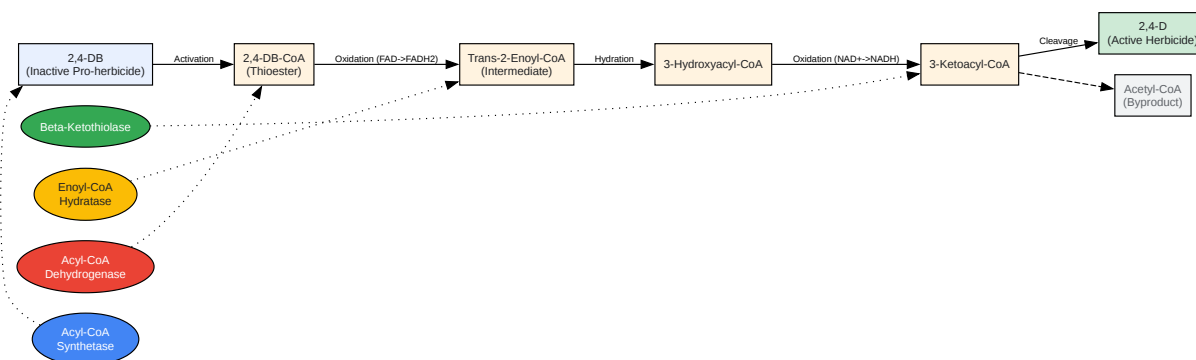 2,4-DB
(Inactive Pro-herbicide)
Activation
2,4-DB-CoA
(Thioester)
Oxidation (FAD->FADH2)
Trans-2-Enoyl-CoA
(Intermediate)
Hydration
3-Hydroxyacyl-CoA
Oxidation (NAD+->NADH)
3-Ketoacyl-CoA
Cleavage
2,4-D
(Active Herbicide)
Acetyl-CoA
(Byproduct)
Beta-Ketothiolase
Enoyl-CoA
Hydratase
Acyl-CoA
Dehydrogenase
Acyl-CoA
Synthetase